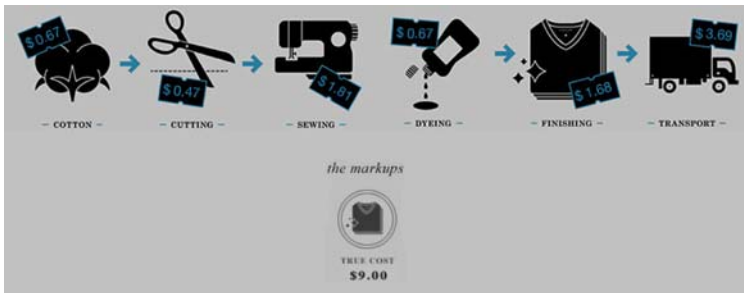 $0.67
$0.47
$1.81
$0.67
$1.68
$3.69
– COTTON –
– CUTTING –
– SEWING –
– DYEING –
– FINISHING –
– TRANSPORT –
the markups
TRUE COST
$9.00